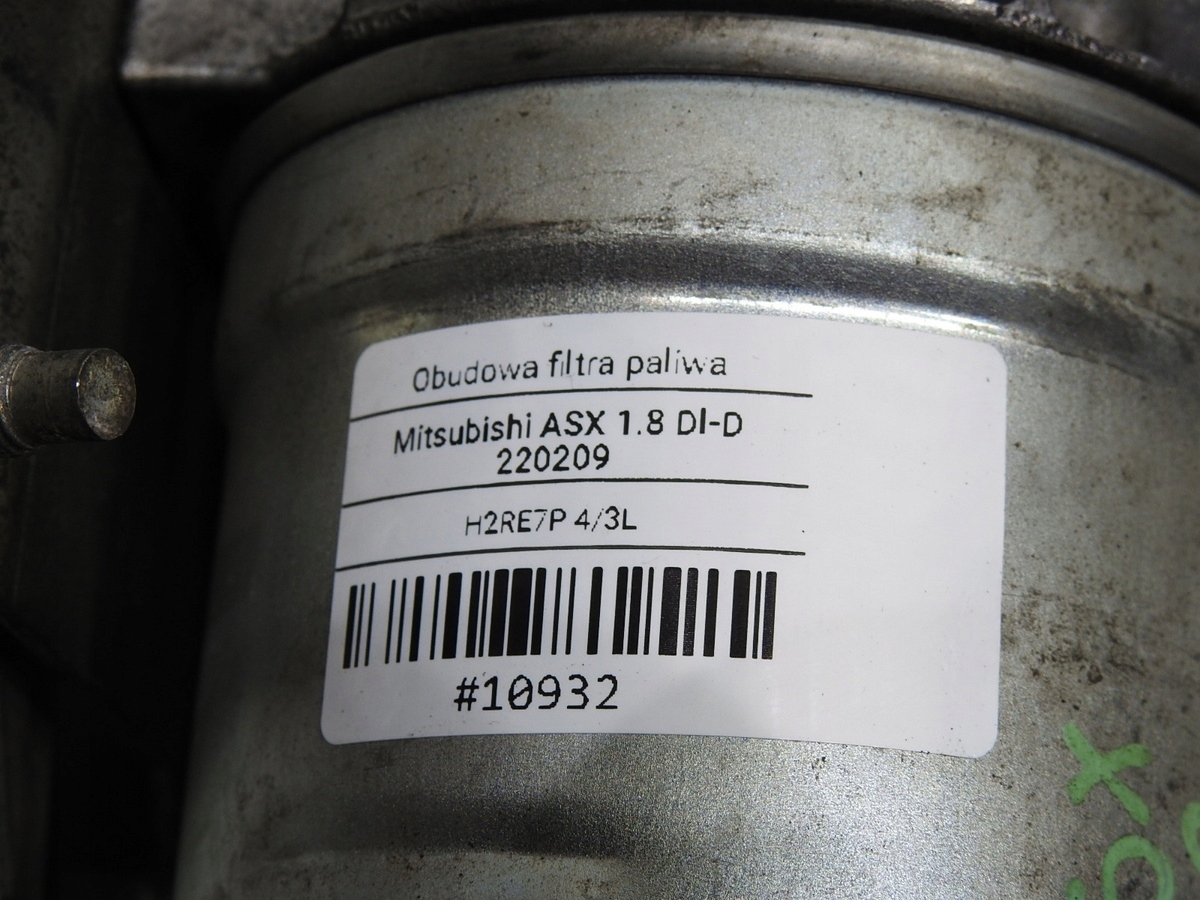 Obudowa filtra paliwa
Mitsubishi ASX 1.8 DI-D
220209
H2RE7P 4/3L
#10932